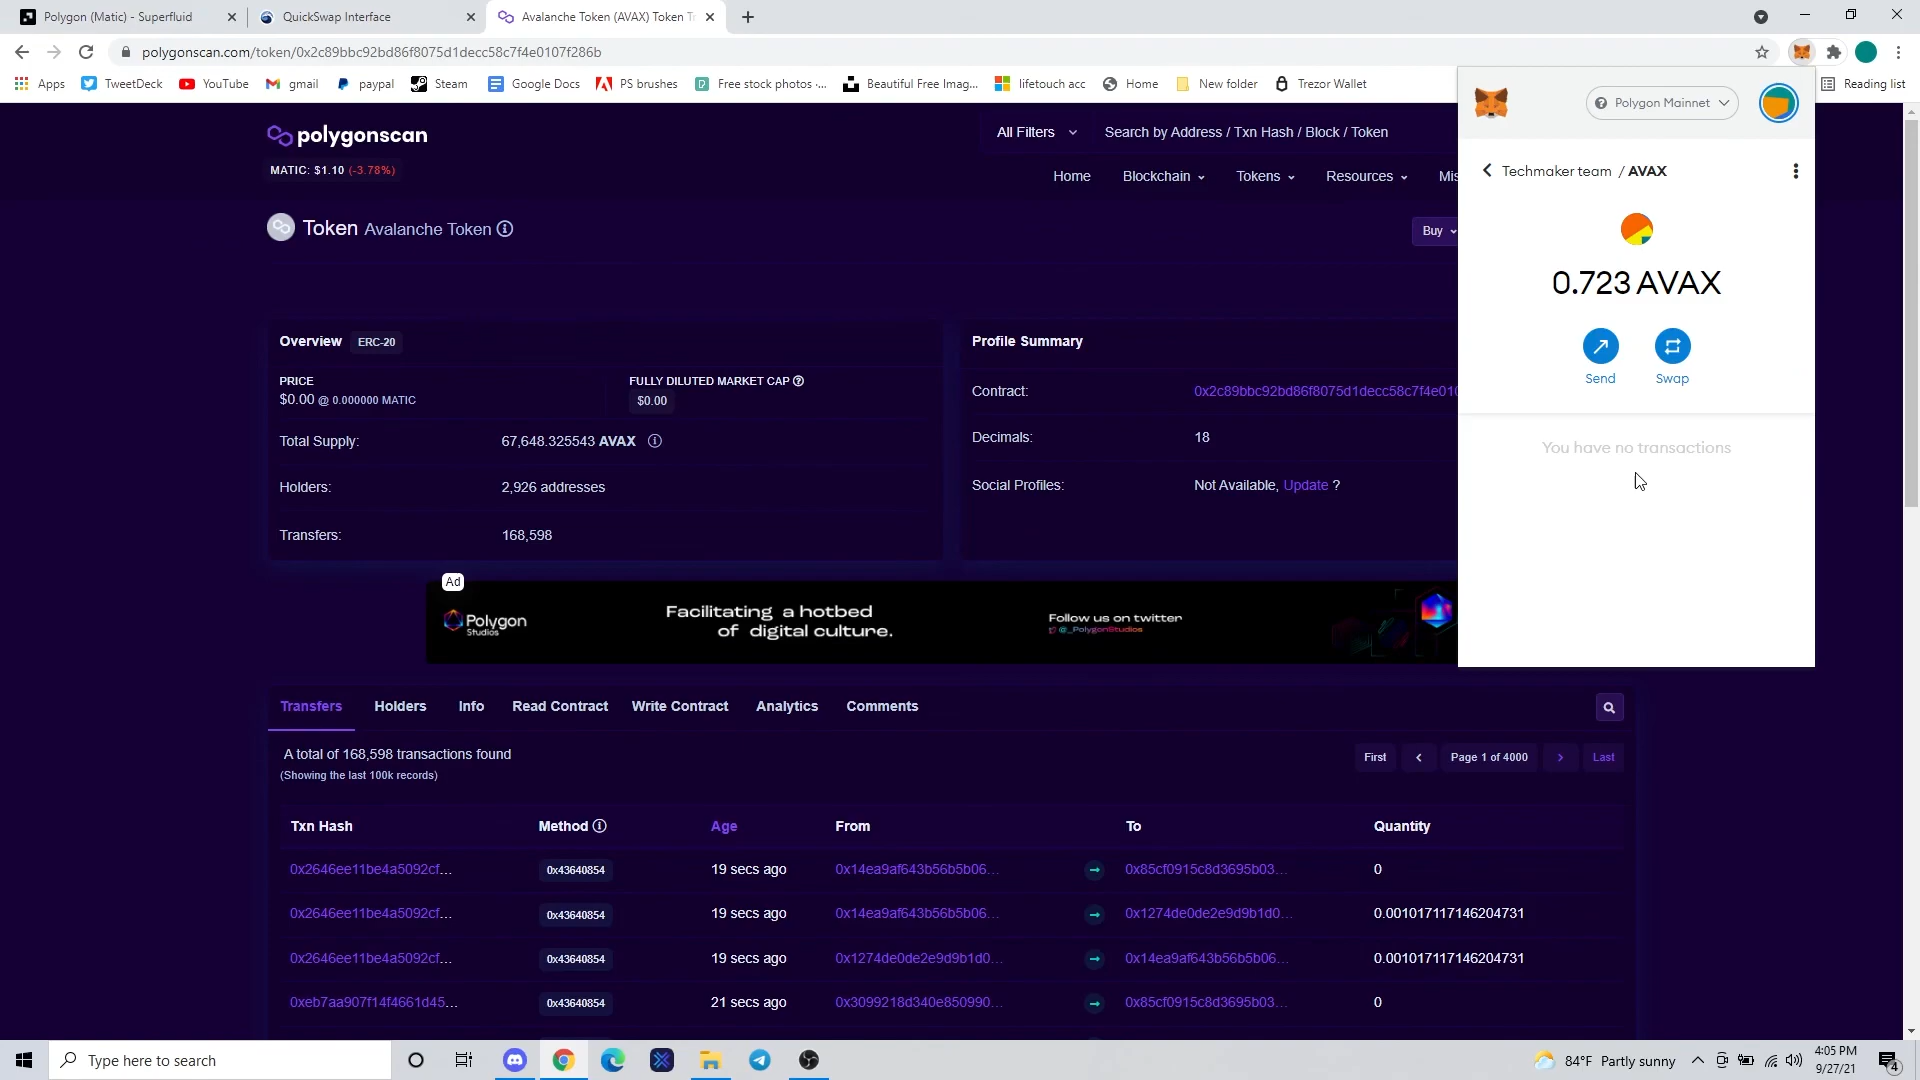 Polygon (Matic) - Superfluid
QuickSwap Interface
Avalanche Token (AVAX) Token Tr
polygonscan.com/token/0x2c89bbc92bd86f8075d1decc58c7f4e0107f286b
Apps
TweetDeck
YouTube
gmail
paypal
Steam
Google Docs
PS brushes
Free stock photos ·...
Beautiful Free Imag...
lifetouch acc
Home
New folder
Trezor Wallet
Reading list
polygonscan
MATIC: $1.10 (-3.78%)
All Filters
Search by Address / Txn Hash / Block / Token
Home
Blockchain
Tokens
Resources
Mis
Token Avalanche Token
Buy
Polygon Mainnet
Techmaker team / AVAX
0.723 AVAX
Send
Swap
You have no transactions
Overview ERC-20
PRICE
$0.00 @ 0.000000 MATIC
FULLY DILUTED MARKET CAP
$0.00
Total Supply: 67,648.325543 AVAX
Holders: 2,926 addresses
Transfers: 168,598
Profile Summary
Contract: 0x2c89bbc92bd86f8075d1decc58c7f4e010
Decimals: 18
Social Profiles: Not Available, Update ?
Ad
Polygon
Studios
Facilitating a hotbed
of digital culture.
Follow us on twitter
@_PolygonStudios
Transfers
Holders
Info
Read Contract
Write Contract
Analytics
Comments
A total of 168,598 transactions found
(Showing the last 100k records)
First
Page 1 of 4000
Last
Txn Hash Method Age From To Quantity
0x2646ee11be4a5092cf... 0x43640854 19 secs ago 0x14ea9af643b56b5b06... 0x85cf0915c8d3695b03... 0
0x2646ee11be4a5092cf... 0x43640854 19 secs ago 0x14ea9af643b56b5b06... 0x1274de0de2e9d9b1d0... 0.001017117146204731
0x2646ee11be4a5092cf... 0x43640854 19 secs ago 0x1274de0de2e9d9b1d0... 0x14ea9af643b56b5b06... 0.001017117146204731
0xeb7aa907f14f4661d45... 0x43640854 21 secs ago 0x3099218d340e850990... 0x85cf0915c8d3695b03... 0
Type here to search
84°F Partly sunny
4:05 PM
9/27/21
4